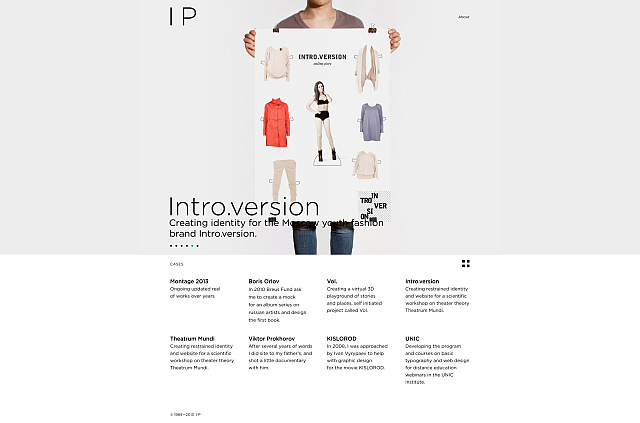 I P
About
INTRO.VERSION
online store
TRO IN
VER
SI
ON
Intro.version
Creating identity for the Moscow youth fashion
brand Intro.version.
CASES
Montage 2013
Ongoing updated reel
of works over years
Boris Orlov
In 2010 Breus Fund ask
me to create a mock
for an album series on
russian artists and design
the first book.
Vol.
Creating a virtual 3D
playground of stories
and places, self initiated
project called Vol.
Intro:version
Creating restrained identity
and website for a scientific
workshop on theater theory
Theatrum Mundi.
Theatrum Mundi
Creating restrained identity
and website for a scientific
workshop on theater theory
Theatrum Mundi.
Viktor Prokhorov
After several years of words
I did site to my father's, and
shot a little documentary
with him.
KISLOROD
In 2008, I was approached
by Ivan Vyrypaev to help
with graphic design
for the movie KISLOROD.
UNIC
Developing the program
and courses on basic
typography and web design
for distance education
webinars in the UNIC
institute.
© 1984—2013 I P